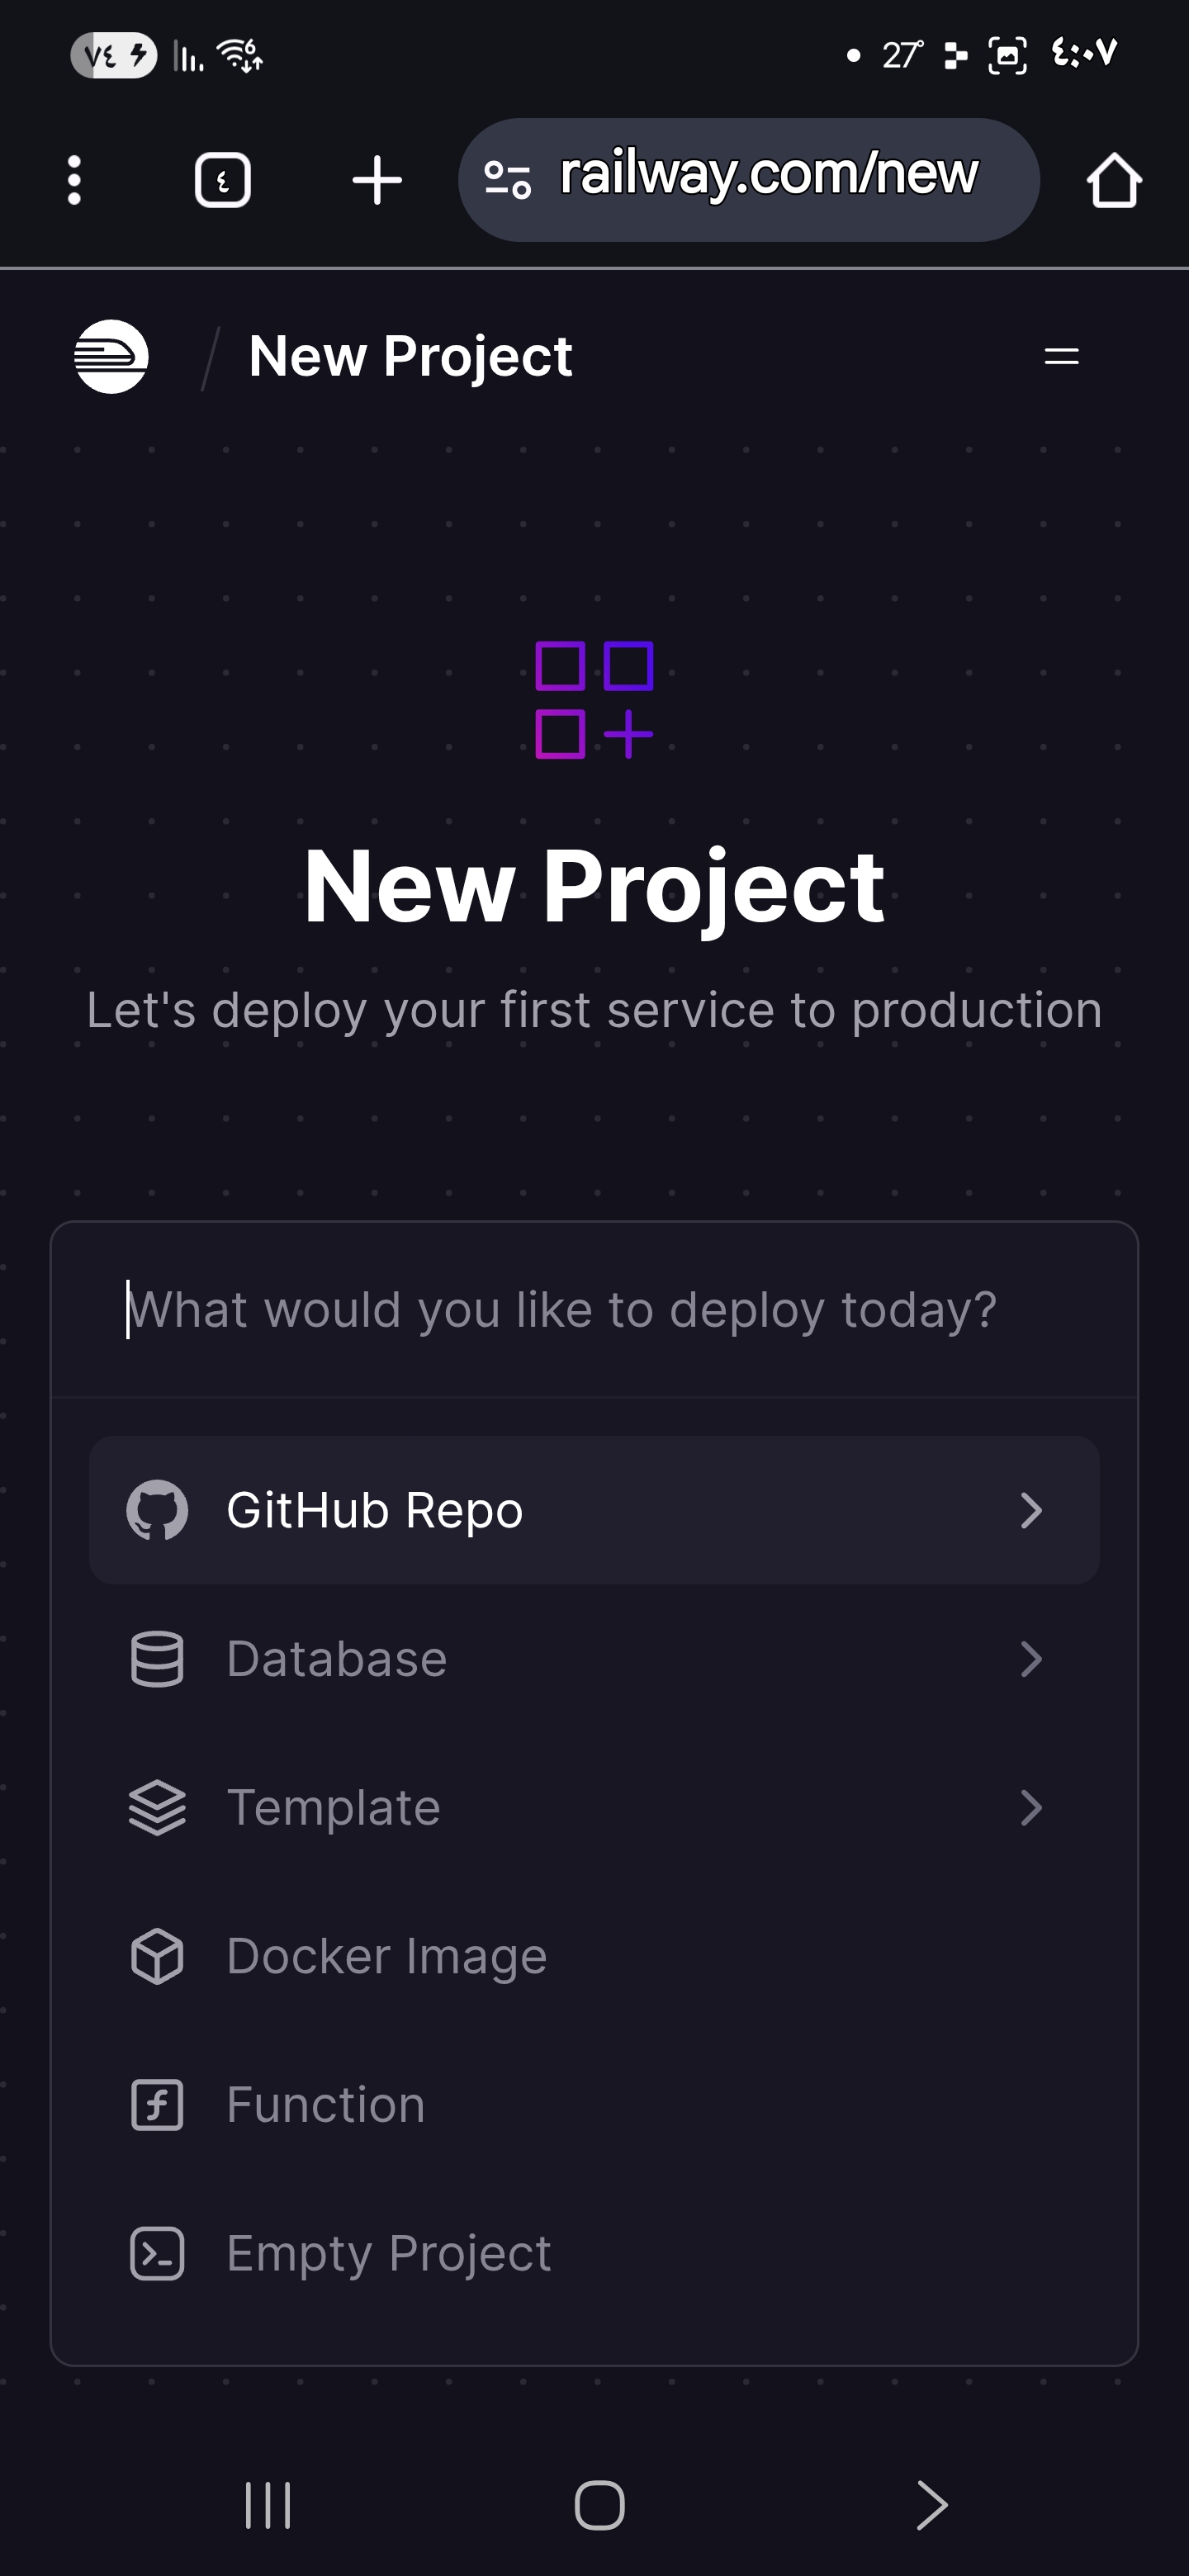 ٧٤
6
27°
٤:٠٧
٤
railway.com/new
New Project
New Project
Let's deploy your first service to production
What would you like to deploy today?
GitHub Repo
Database
Template
Docker Image
Function
Empty Project